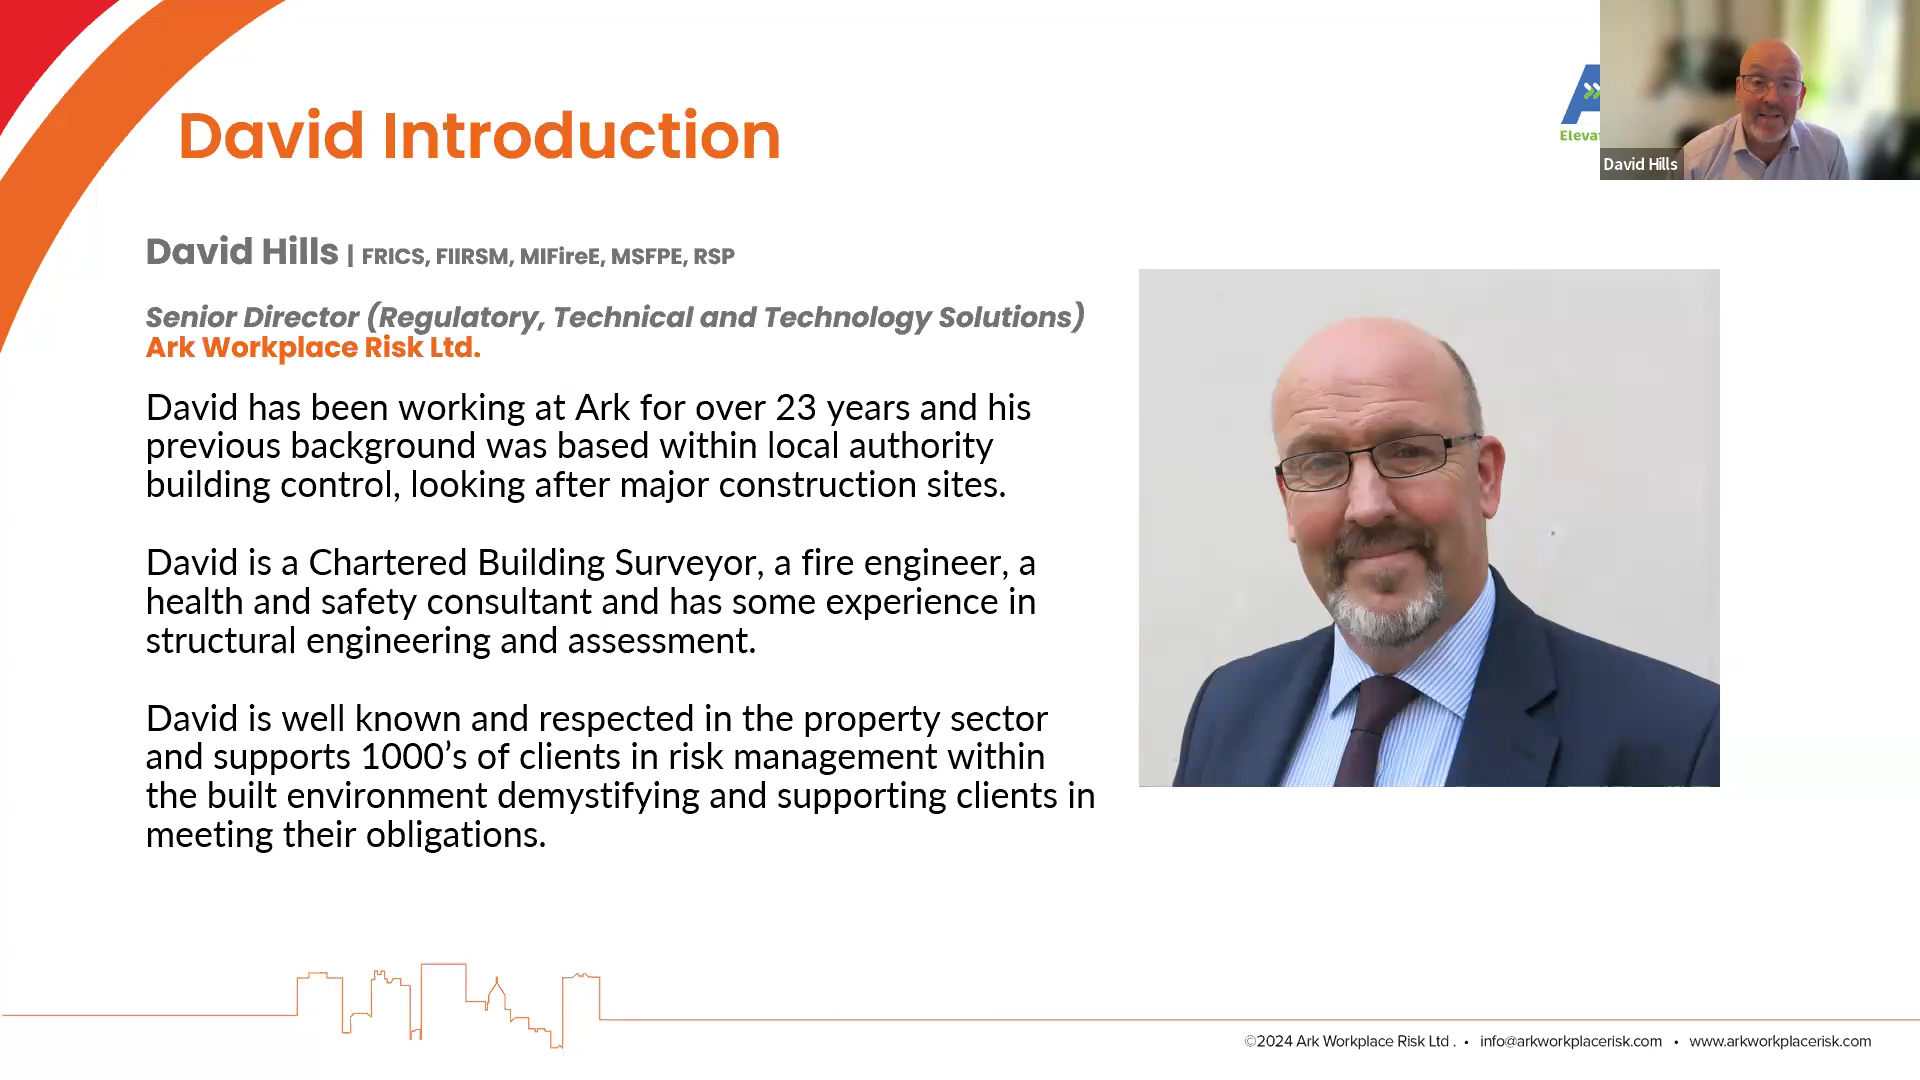 David Introduction
David Hills
David Hills | FRICS, FIIRSM, MIFireE, MSFPE, RSP
Senior Director (Regulatory, Technical and Technology Solutions)
Ark Workplace Risk Ltd.
David has been working at Ark for over 23 years and his
previous background was based within local authority
building control, looking after major construction sites.
David is a Chartered Building Surveyor, a fire engineer, a
health and safety consultant and has some experience in
structural engineering and assessment.
David is well known and respected in the property sector
and supports 1000’s of clients in risk management within
the built environment demystifying and supporting clients in
meeting their obligations.
©2024 Ark Workplace Risk Ltd . • info@arkworkplacerisk.com • www.arkworkplacerisk.com